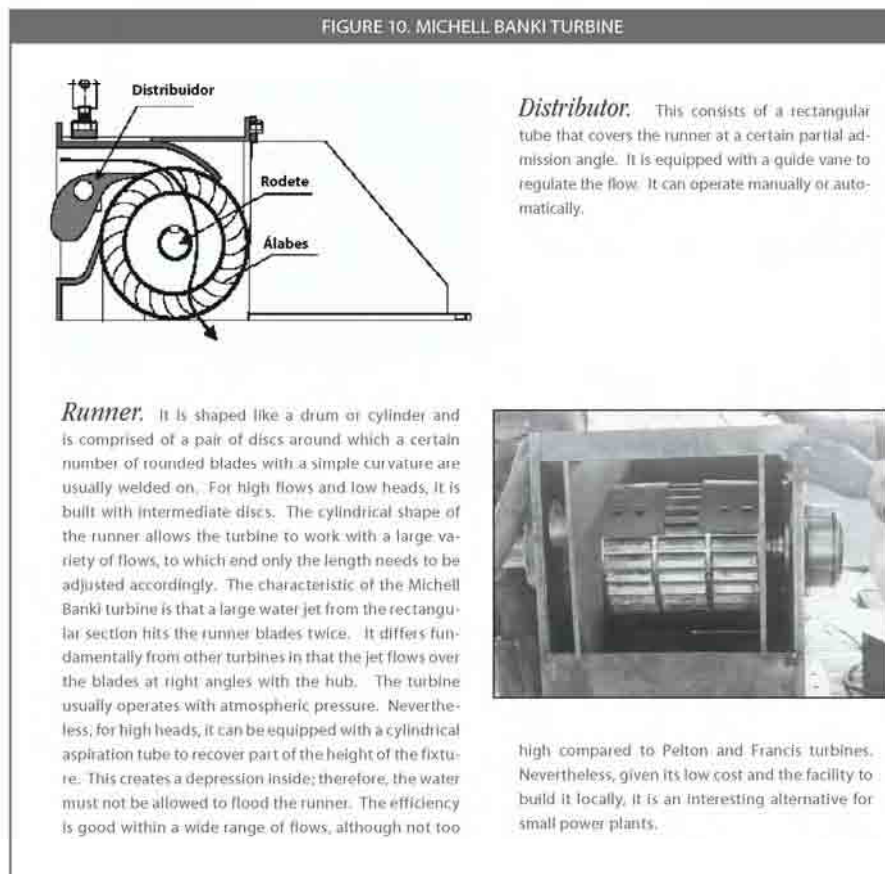 FIGURE 10. MICHELL BANKI TURBINE
Distribuidor
Rodete
Álabes
Distributor. This consists of a rectangular
tube that covers the runner at a certain partial ad-
mission angle. It is equipped with a guide vane to
regulate the flow. It can operate manually or auto-
matically.
Runner. It is shaped like a drum or cylinder and
is comprised of a pair of discs around which a certain
number of rounded blades with a simple curvature are
usually welded on. For high flows and low heads, it is
built with intermediate discs. The cylindrical shape of
the runner allows the turbine to work with a large va-
riety of flows, to which end only the length needs to be
adjusted accordingly. The characteristic of the Michell
Banki turbine is that a large water jet from the rectangu-
lar section hits the runner blades twice. It differs fun-
damentally from other turbines in that the jet flows over
the blades at right angles with the hub. The turbine
usually operates with atmospheric pressure. Neverthe-
less, for high heads, it can be equipped with a cylindrical
aspiration tube to recover part of the height of the fixtu-
re. This creates a depression inside; therefore, the water
must not be allowed to flood the runner. The efficiency
is good within a wide range of flows, although not too
high compared to Pelton and Francis turbines.
Nevertheless, given its low cost and the facility to
build it locally, it is an interesting alternative for
small power plants.